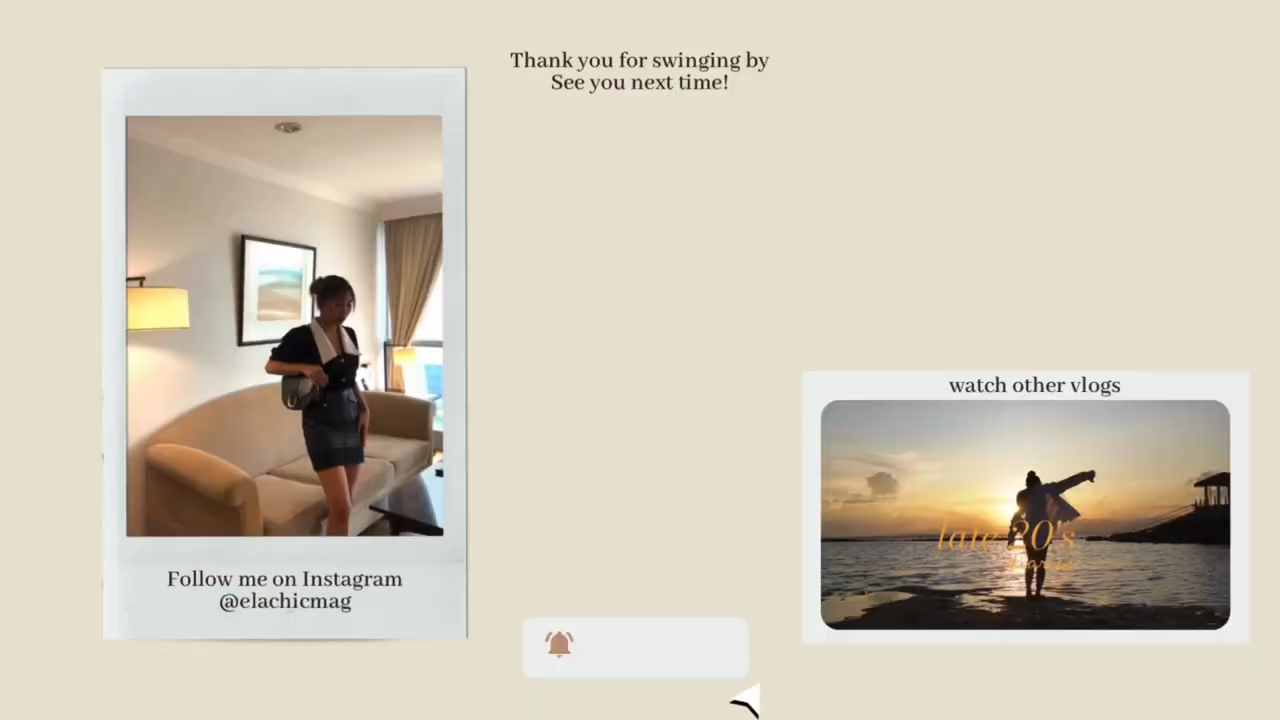 Thank you for swinging by
See you next time!
Follow me on Instagram
@elachicmag
watch other vlogs
late 20's